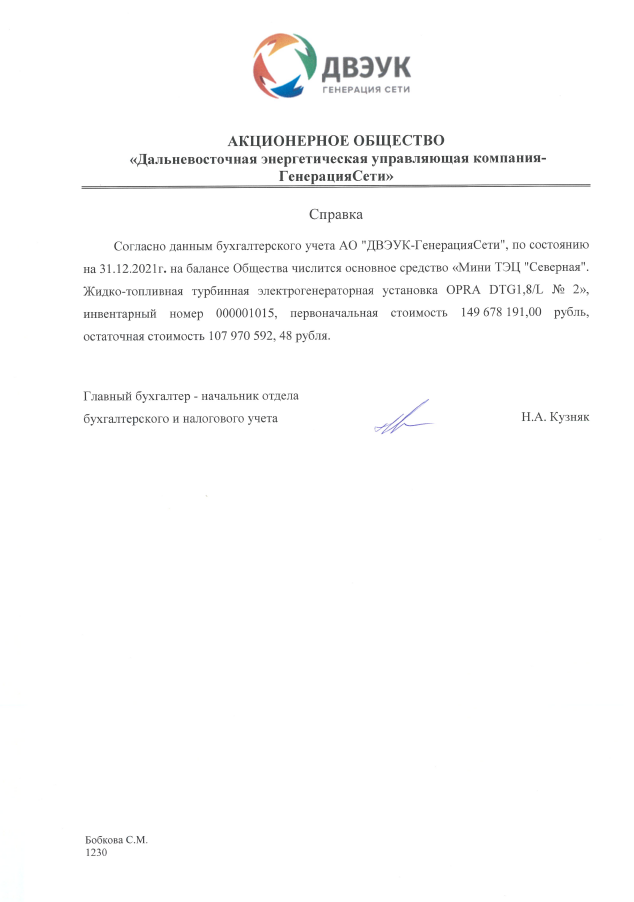 ДВЭУК
ГЕНЕРАЦИЯ СЕТИ
АКЦИОНЕРНОЕ ОБЩЕСТВО
«Дальневосточная энергетическая управляющая компания-
ГенерацияСети»
Справка
Согласно данным бухгалтерского учета АО "ДВЭУК-ГенерацияСети", по состоянию
на 31.12.2021г. на балансе Общества числится основное средство «Мини ТЭЦ "Северная".
Жидко-топливная турбинная электрогенераторная установка OPRA DTG1,8/L № 2»,
инвентарный номер 000001015, первоначальная стоимость 149 678 191,00 рубль,
остаточная стоимость 107 970 592, 48 рубля.
Главный бухгалтер - начальник отдела
бухгалтерского и налогового учета
Н.А. Кузняк
Бобкова С.М.
1230